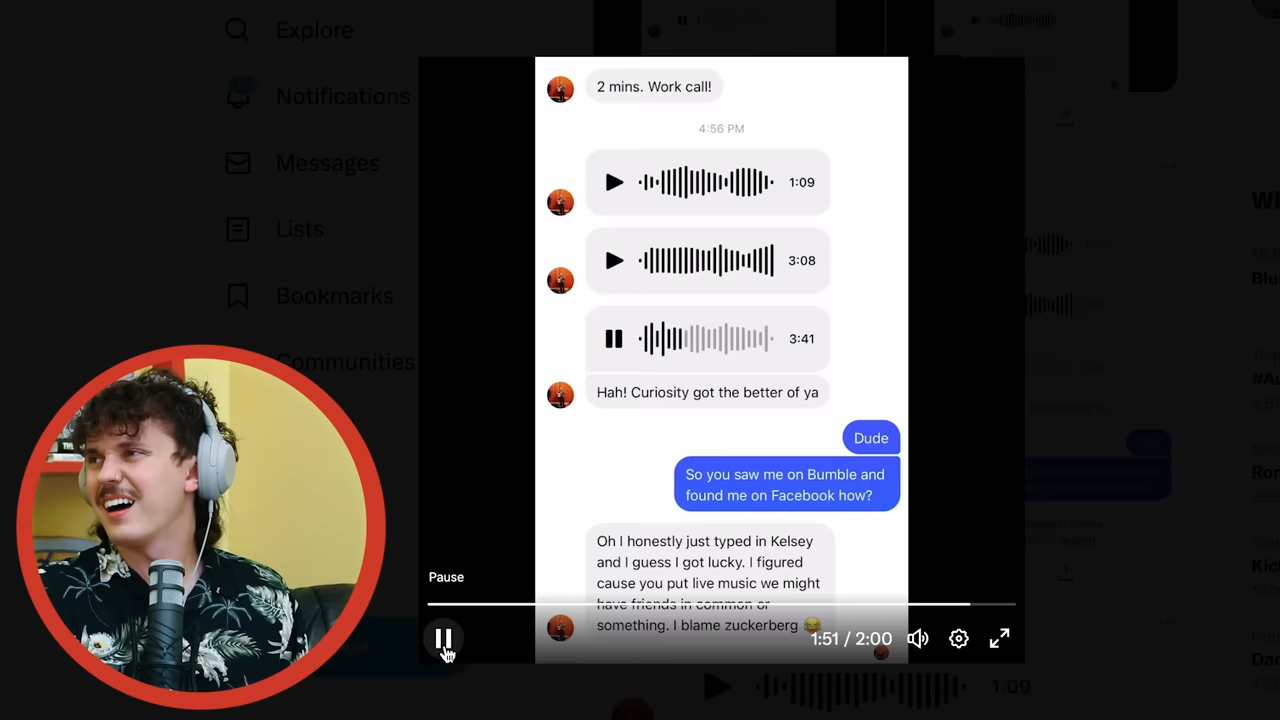 Explore
Notifications
Messages
Lists
Bookmarks
Communities
2 mins. Work call!
4:56 PM
1:09
3:08
3:41
Hah! Curiosity got the better of ya
Dude
So you saw me on Bumble and
found me on Facebook how?
Oh I honestly just typed in Kelsey
and I guess I got lucky. I figured
cause you put live music we might
have friends in common or
something. I blame zuckerberg 😂
Pause
1:51 / 2:00
1:09